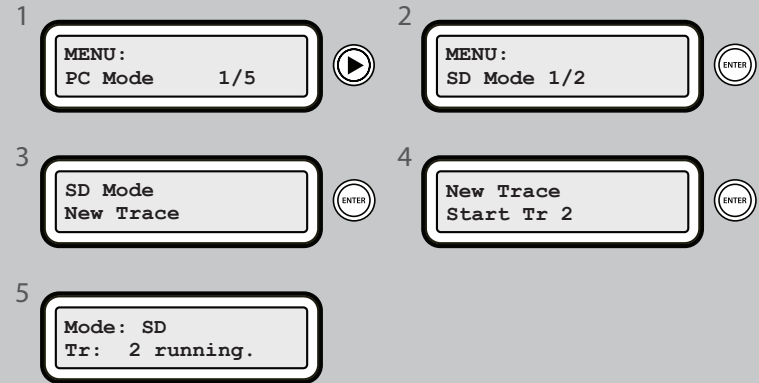 1
MENU:
PC Mode 1/5
2
MENU:
SD Mode 1/2
ENTER
3
SD Mode
New Trace
ENTER
4
New Trace
Start Tr 2
ENTER
5
Mode: SD
Tr: 2 running.